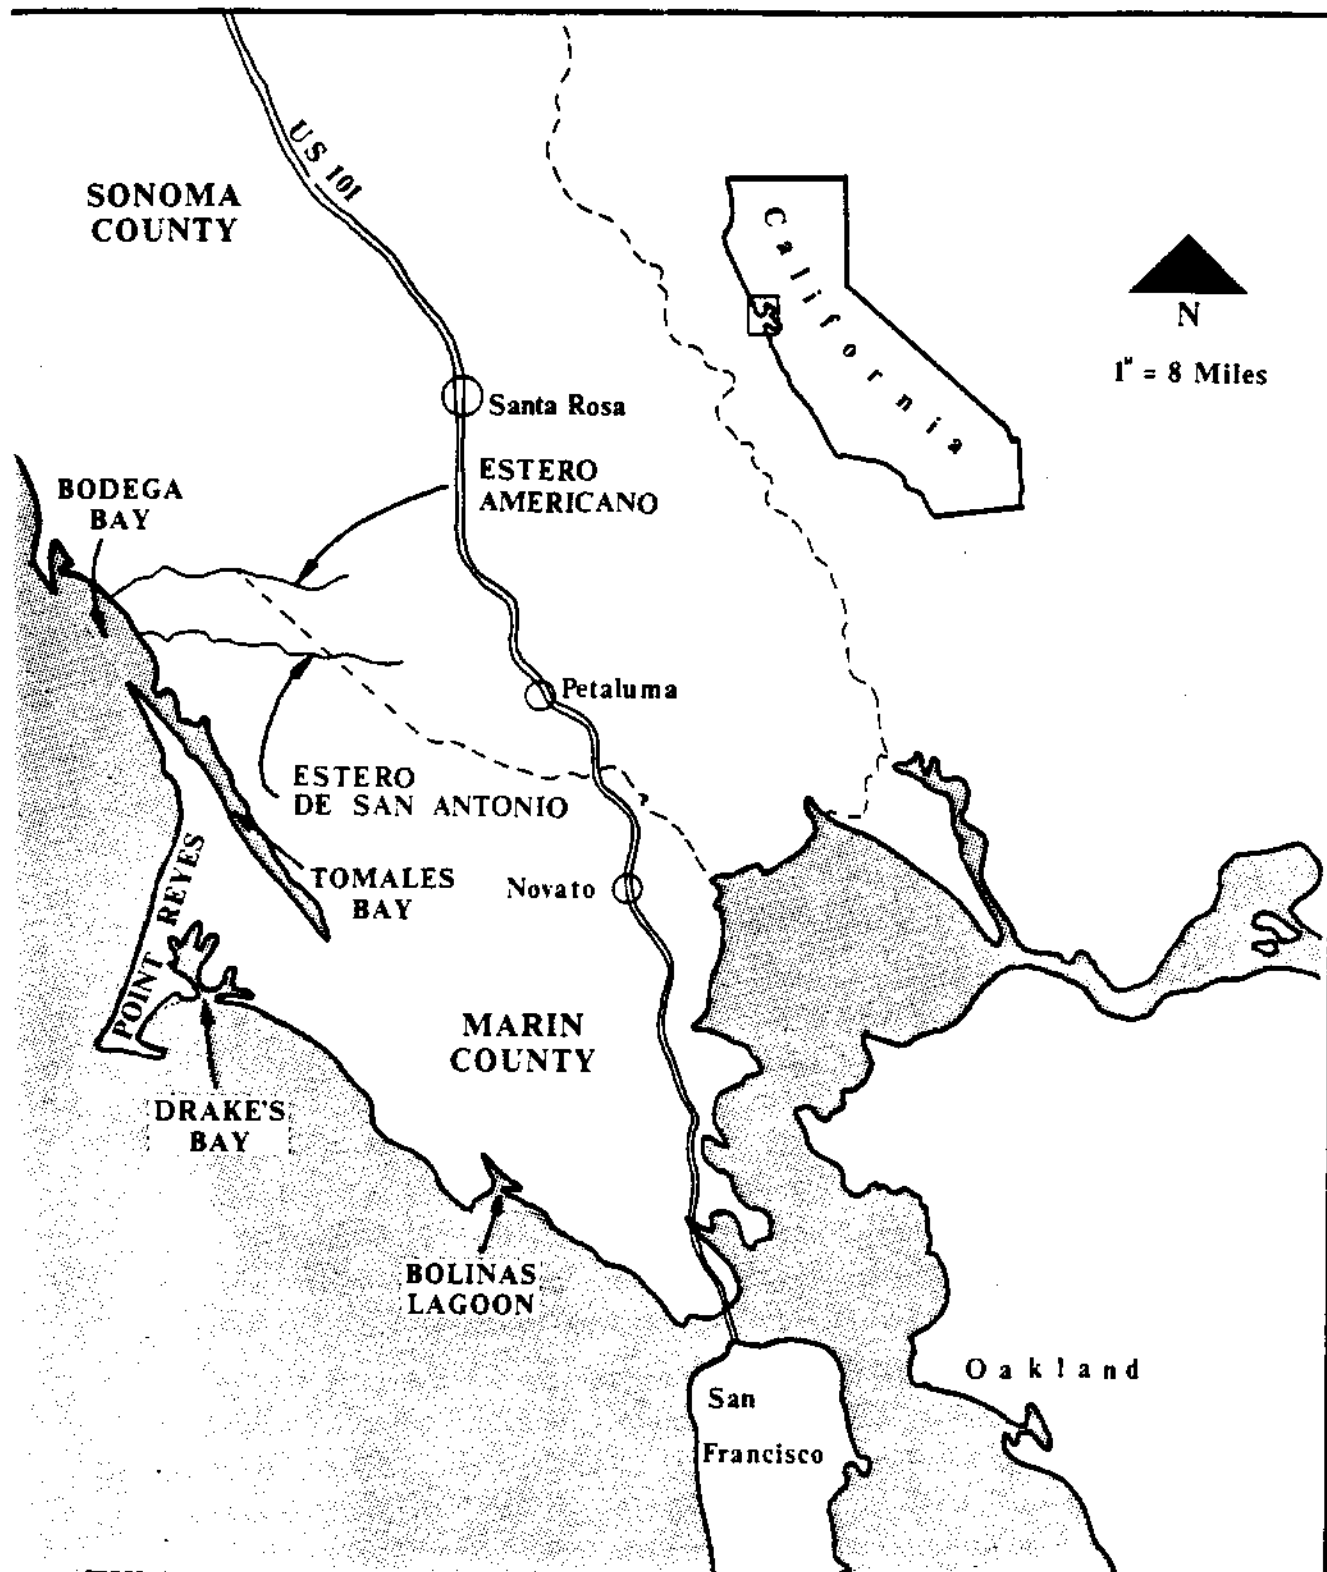 US 101
SONOMA
COUNTY
California
N
1" = 8 Miles
Santa Rosa
ESTERO
AMERICANO
BODEGA
BAY
Petaluma
ESTERO
DE SAN ANTONIO
TOMALES
BAY
Novato
POINT REYES
MARIN
COUNTY
DRAKE'S
BAY
BOLINAS
LAGOON
Oakland
San
Francisco